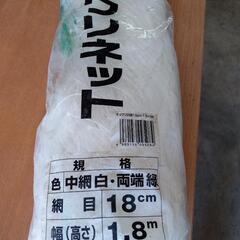 リネット
規格
色 中網 白・両端 緑
網目 18cm
幅(高さ) 1.8m